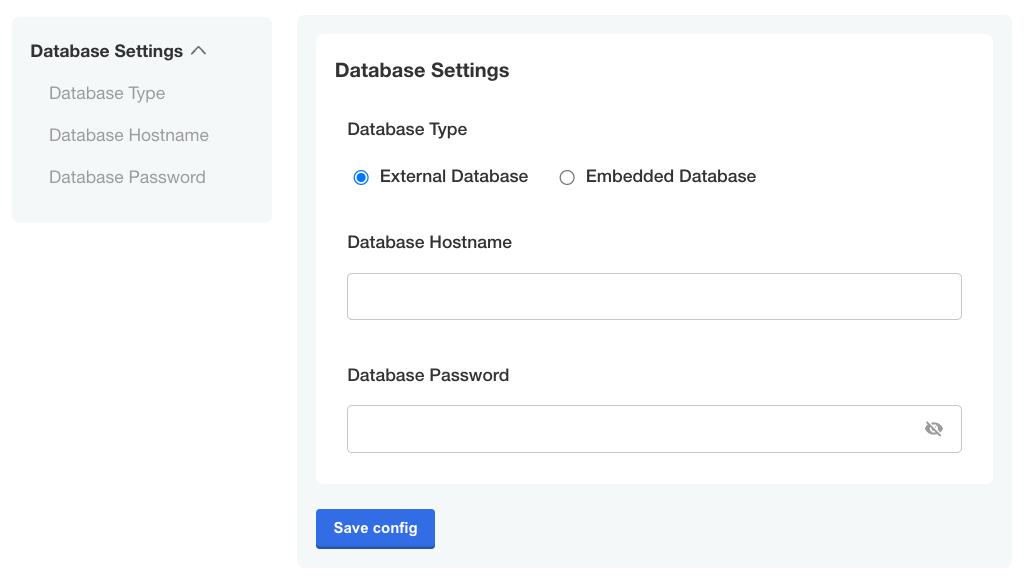 Database Settings
Database Type
Database Hostname
Database Password
Database Settings
Database Type
External Database
Embedded Database
Database Hostname
Database Password
Save config